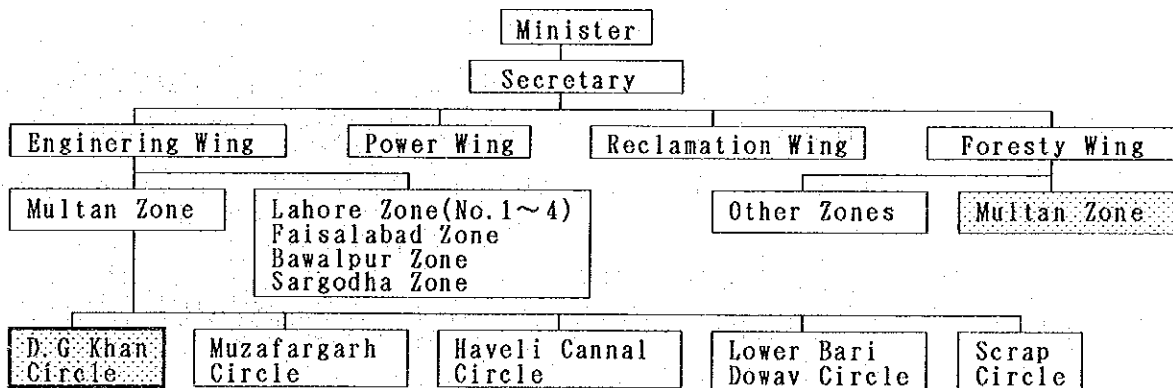 Minister
Secretary
Enginering Wing
Power Wing
Reclamation Wing
Foresty Wing
Multan Zone
Lahore Zone(No.1~4)
Faisalabad Zone
Bawalpur Zone
Sargodha Zone
Other Zones
Multan Zone
D.G Khan
Circle
Muzafargarh
Circle
Haveli Cannal
Circle
Lower Bari
Dowav Circle
Scrap
Circle